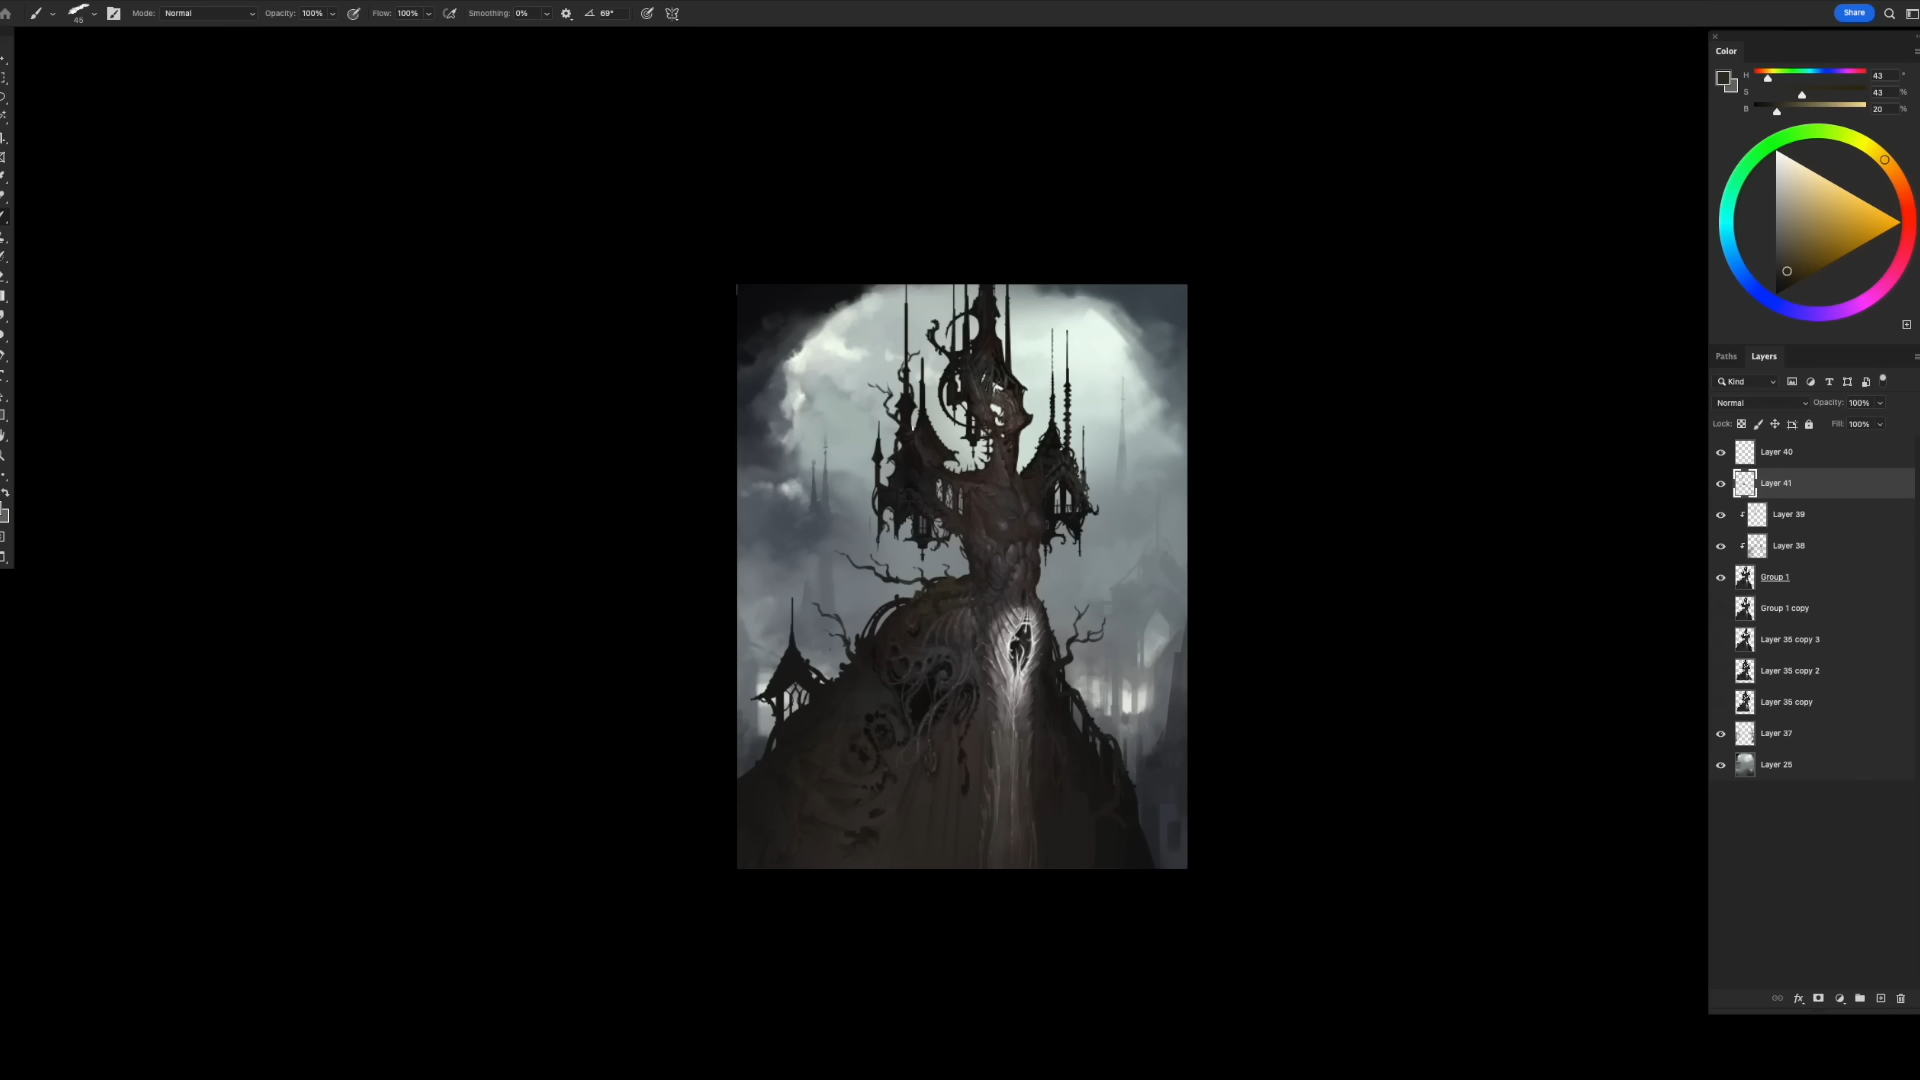 Mode: Normal Opacity: 100% Flow: 100% Smoothing: 0% 69° Share
45
Color
H 43 °
S 43 %
B 20 %
Paths Layers
Kind
Normal Opacity: 100%
Lock: Fill: 100%
Layer 40
Layer 41
Layer 39
Layer 38
Group 1
Group 1 copy
Layer 35 copy 3
Layer 35 copy 2
Layer 35 copy
Layer 37
Layer 25
fx